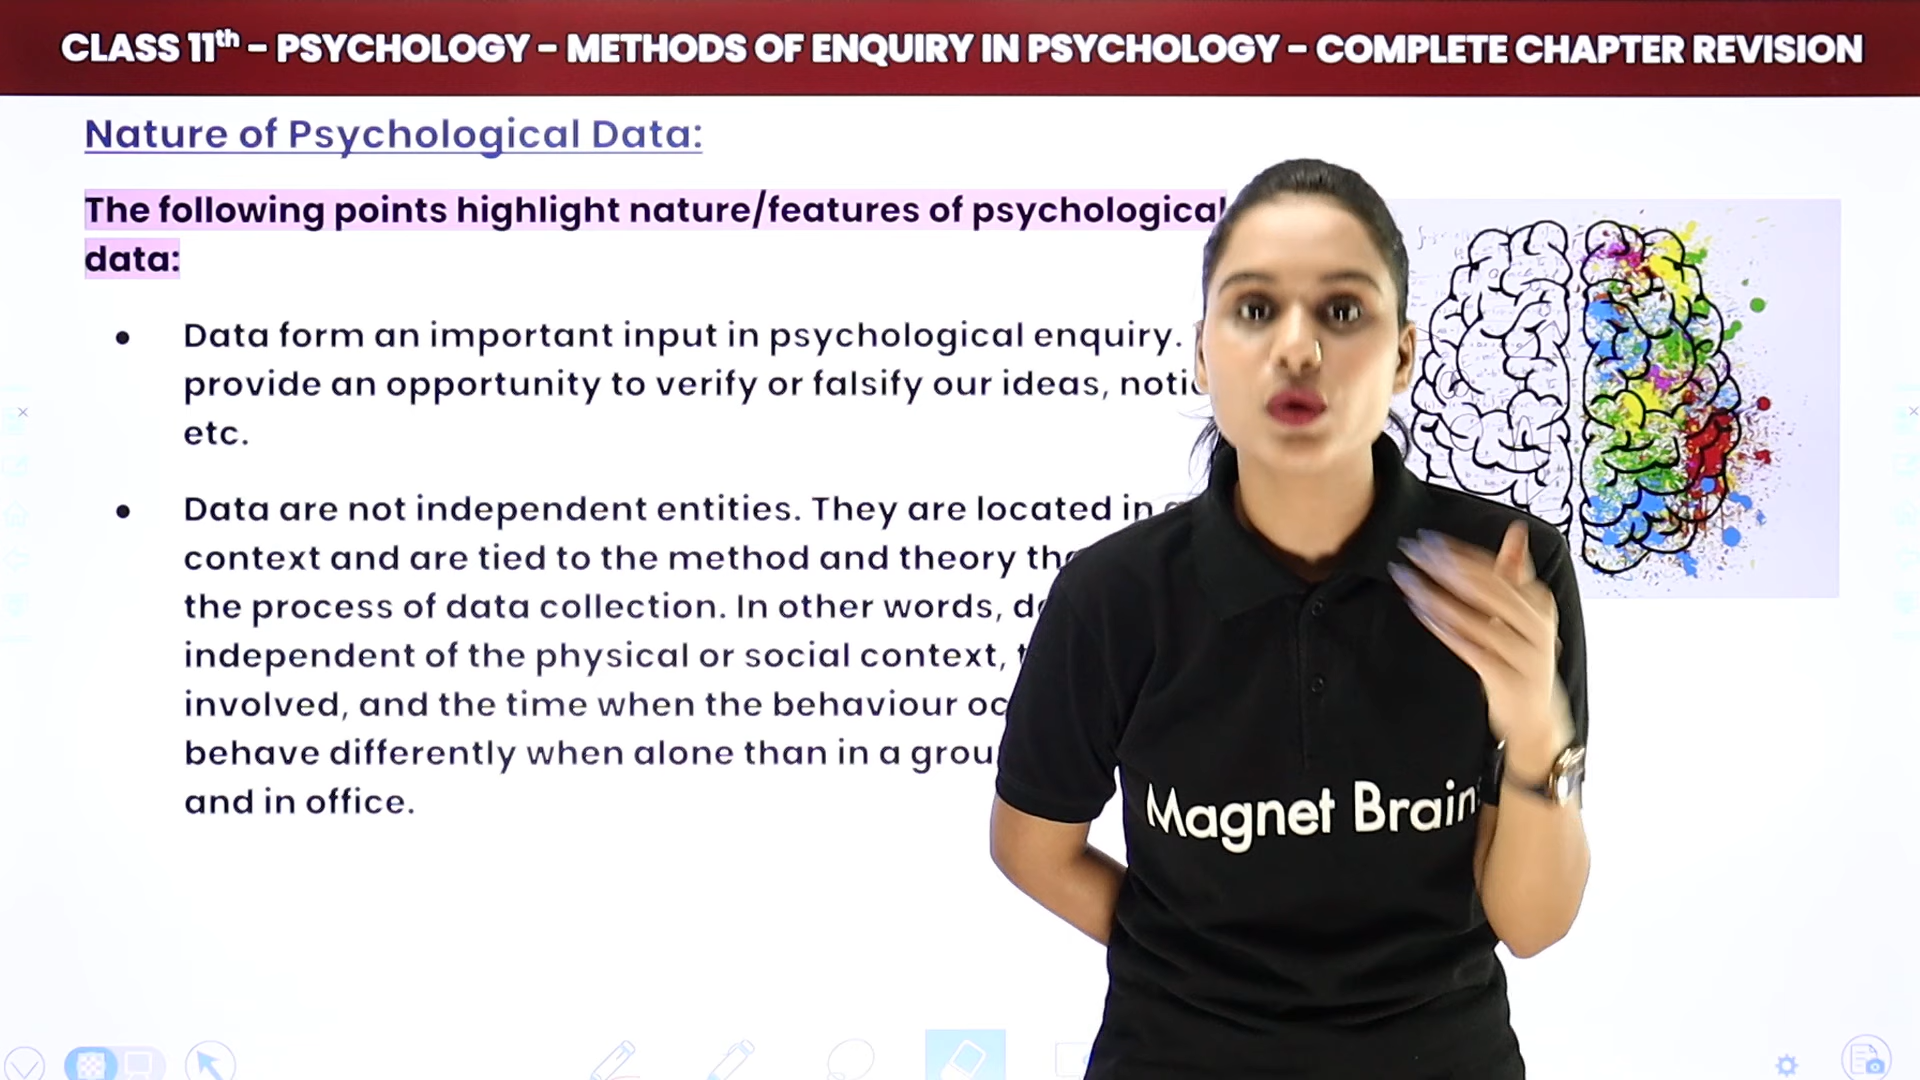 CLASS 11th – PSYCHOLOGY – METHODS OF ENQUIRY IN PSYCHOLOGY – COMPLETE CHAPTER REVISION
Nature of Psychological Data:
The following points highlight nature/features of psychological
data:
• Data form an important input in psychological enquiry.
provide an opportunity to verify or falsify our ideas,
etc.
• Data are not independent entities. They are located in
context and are tied to the method and theory
the process of data collection. In other words,
independent of the physical or social context,
involved, and the time when the behaviour
behave differently when alone than in a
and in office.
Magnet Brain